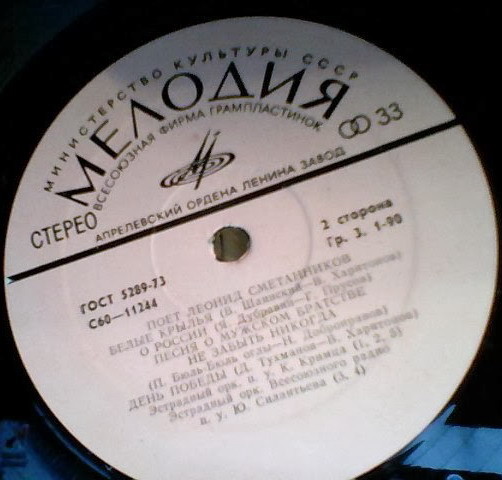 МИНИСТЕРСТВО КУЛЬТУРЫ СССР
МЕЛОДИЯ
ВСЕСОЮЗНАЯ ФИРМА ГРАМПЛАСТИНОК
33
СТЕРЕО
АПРЕЛЕВСКИЙ ОРДЕНА ЛЕНИНА ЗАВОД
ГОСТ 5289-73
С60—11244
2 сторона
Гр. 3. 1-90
ПОЕТ ЛЕОНИД СМЕТАННИКОВ
БЕЛЫЕ КРЫЛЬЯ (В. Шаинский—В. Харитонов)
О РОССИИ (Я. Дубравин—Г. Прусов)
ПЕСНЯ О МУЖСКОМ БРАТСТВЕ
НЕ ЗАБЫТЬ НИКОГДА
(П. Бюль-Бюль оглы—Н. Добронравов)
ДЕНЬ ПОБЕДЫ (Д. Тухманов—В. Харитонов)
Эстрадный орк. п. у. К. Кримца (1, 2, 5)
Эстрадный орк. Всесоюзного радио
п. у. Ю. Силантьева (3, 4)